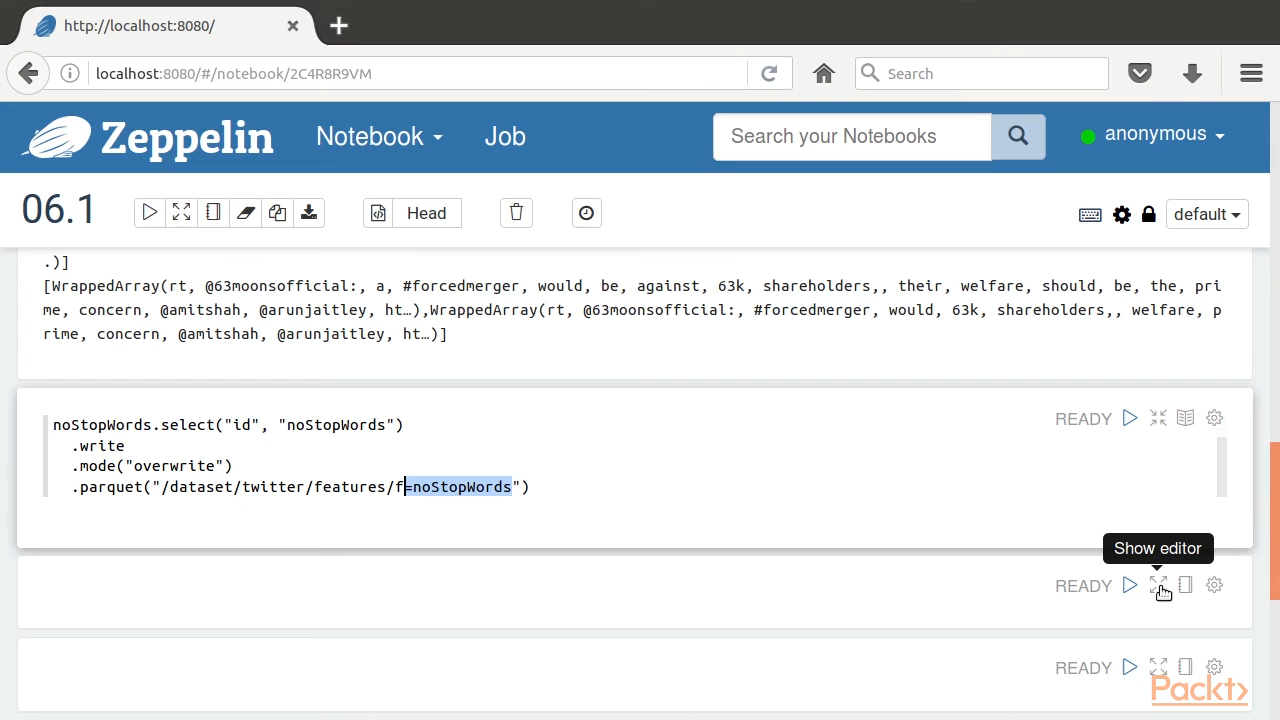 http://localhost:8080/
localhost:8080/#/notebook/2C4R8R9VM
Search
Zeppelin
Notebook
Job
Search your Notebooks
anonymous
06.1
Head
default
.)]
[WrappedArray(rt, @63moonsofficial:, a, #forcedmerger, would, be, against, 63k, shareholders,, their, welfare, should, be, the, pri
me, concern, @amitshah, @arunjaitley, ht…),WrappedArray(rt, @63moonsofficial:, #forcedmerger, would, 63k, shareholders,, welfare, p
rime, concern, @amitshah, @arunjaitley, ht…)]
noStopWords.select("id", "noStopWords")
.write
.mode("overwrite")
.parquet("/dataset/twitter/features/f=noStopWords")
READY
Show editor
READY
READY
Packt>